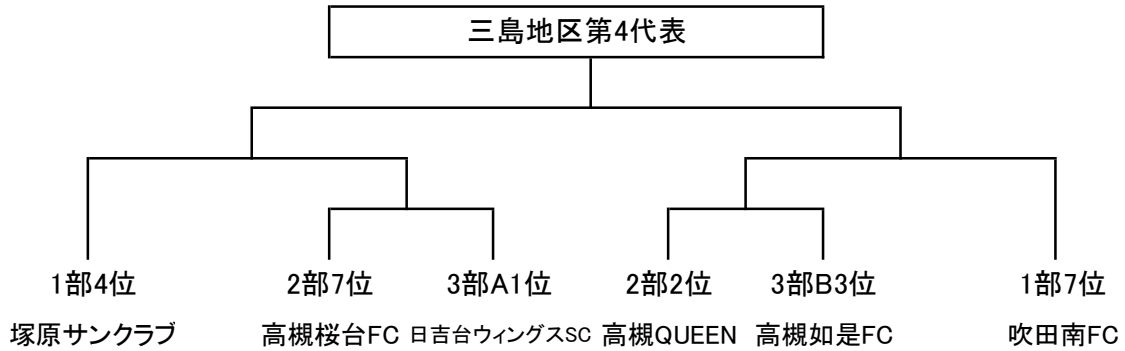 三島地区第4代表
1部4位 2部7位 3部A1位 2部2位 3部B3位 1部7位
塚原サンクラブ 高槻桜台FC 日吉台ウィングスSC 高槻QUEEN 高槻如是FC 吹田南FC